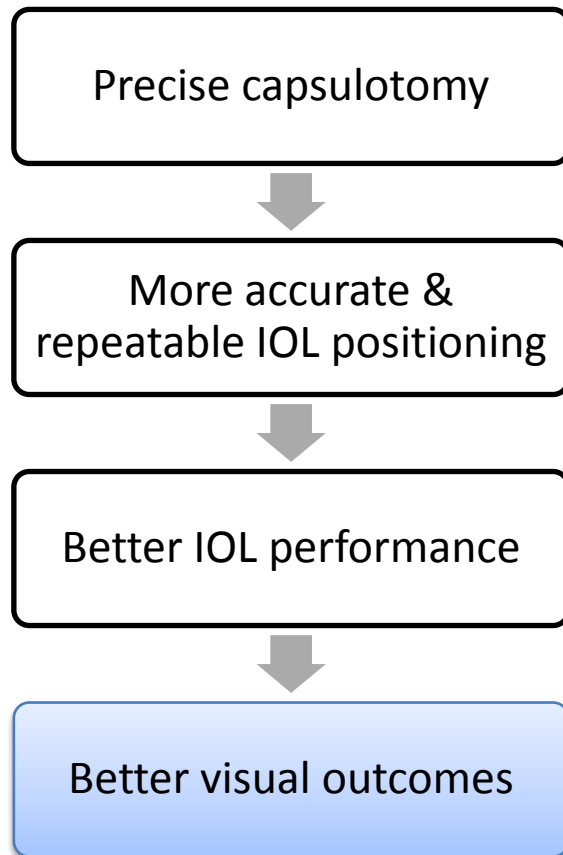 Precise capsulotomy
More accurate &
repeatable IOL positioning
Better IOL performance
Better visual outcomes